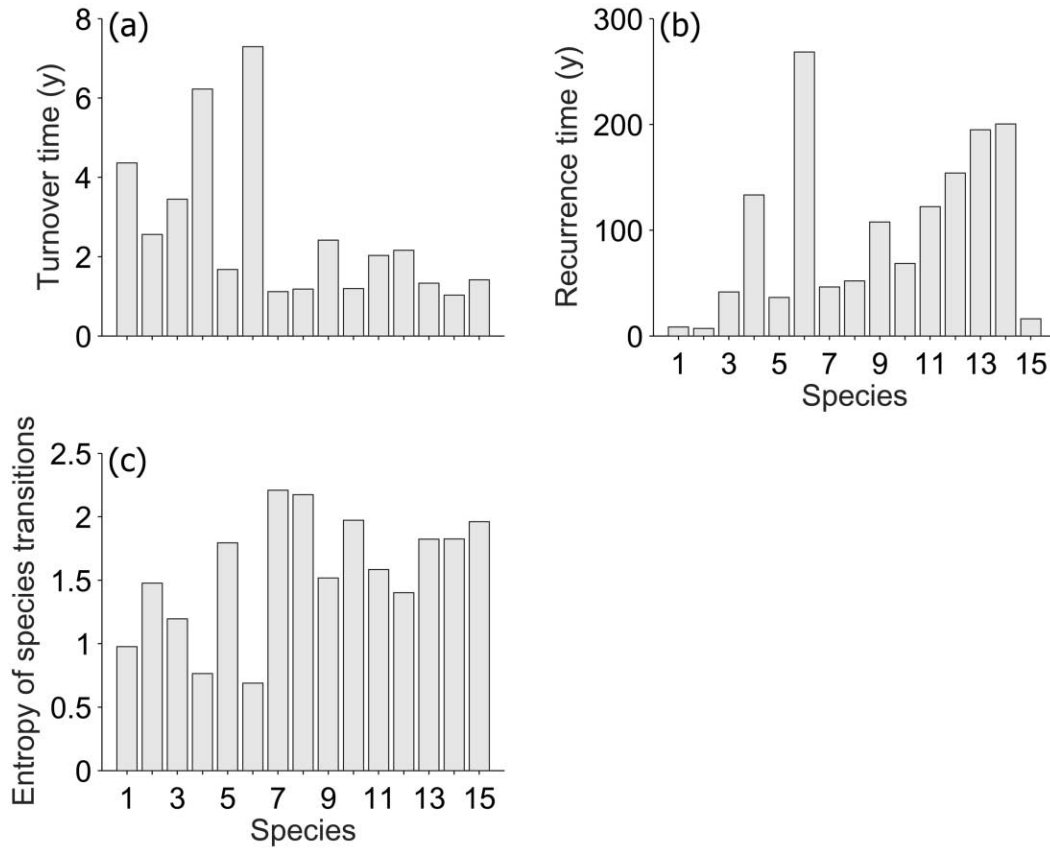 (a)
Turnover time (y)
8
6
4
2
0
(b)
Recurrence time (y)
300
200
100
0
1 3 5 7 9 11 13 15
Species
(c)
Entropy of species transitions
2.5
2
1.5
1
0.5
0
1 3 5 7 9 11 13 15
Species